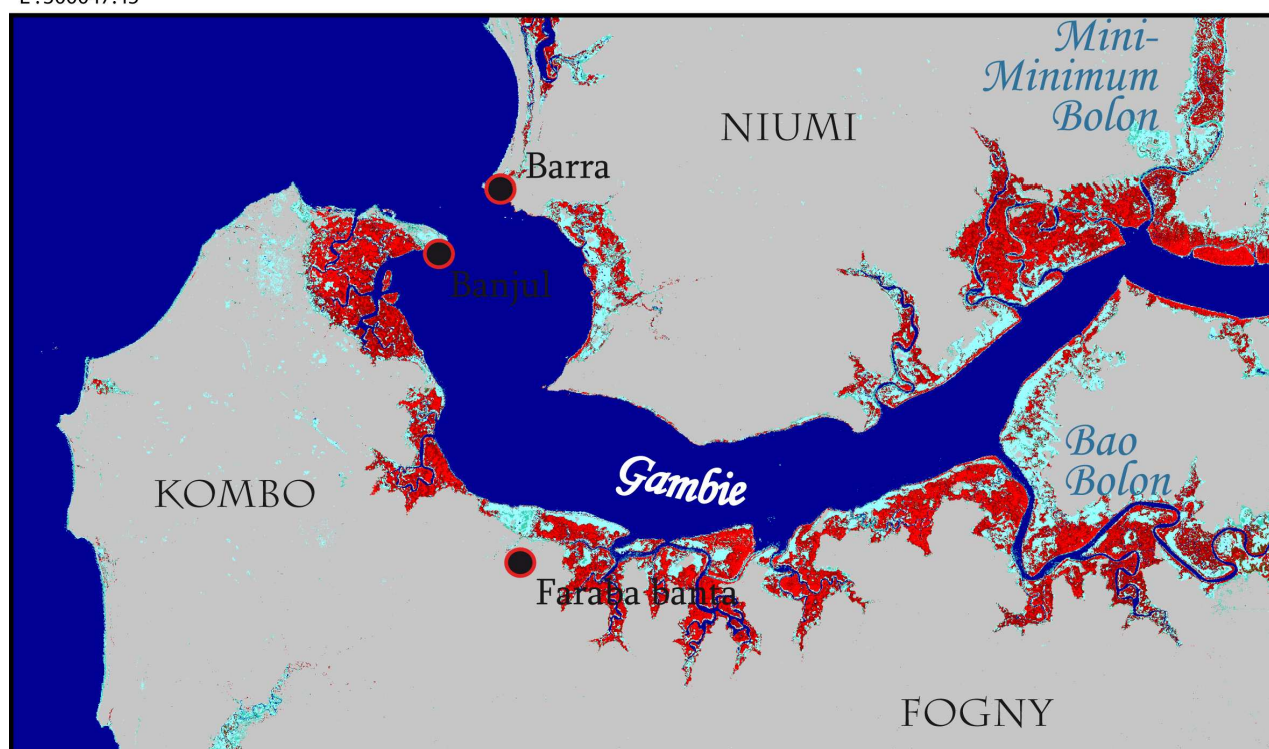 Mini-
Minimum
Bolon
NIUMI
Barra
Banjul
Bao
Bolon
Gambie
KOMBO
Faraba banta
FOGNY